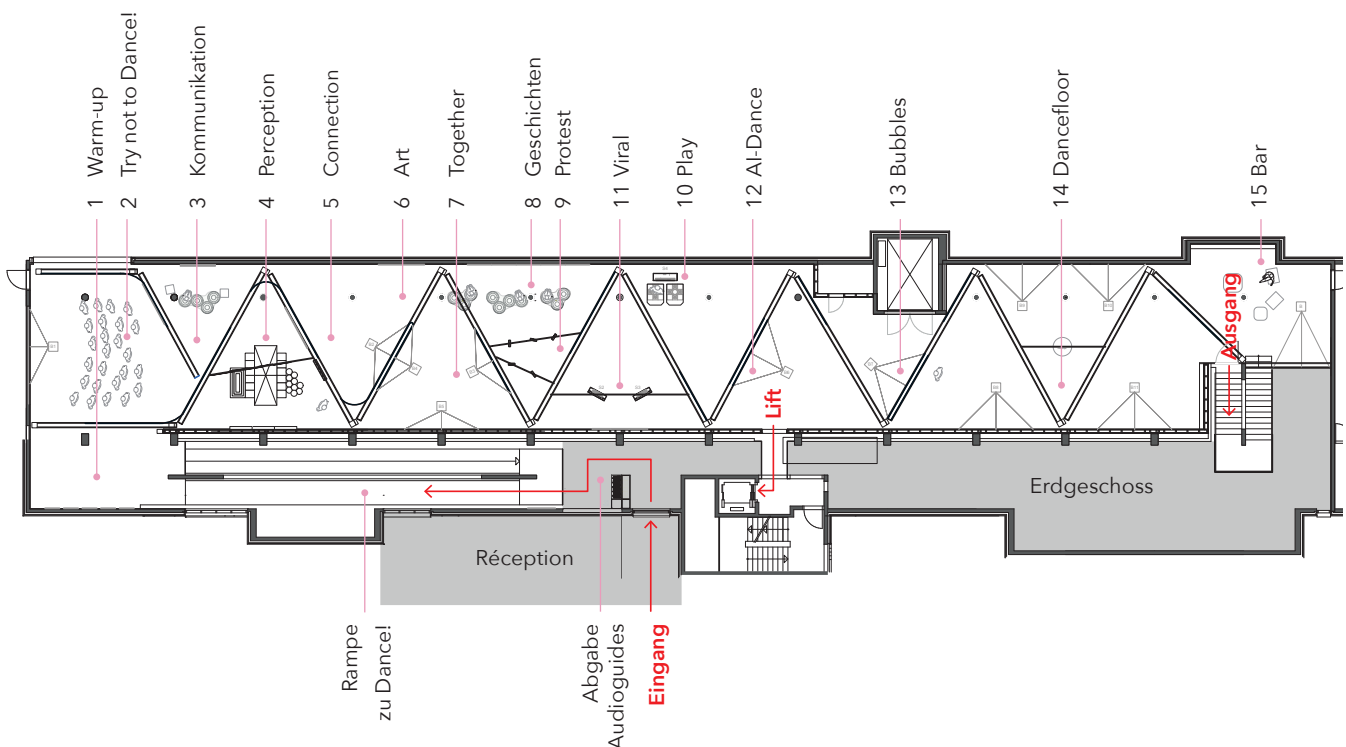 1 Warm-up
2 Try not to Dance!
3 Kommunikation
4 Perception
5 Connection
6 Art
7 Together
8 Geschichten
9 Protest
11 Viral
10 Play
12 AI-Dance
13 Bubbles
14 Dancefloor
15 Bar
Ausgang
Lift
Erdgeschoss
Réception
Rampe
zu Dance!
Abgabe
Audioguides
Eingang